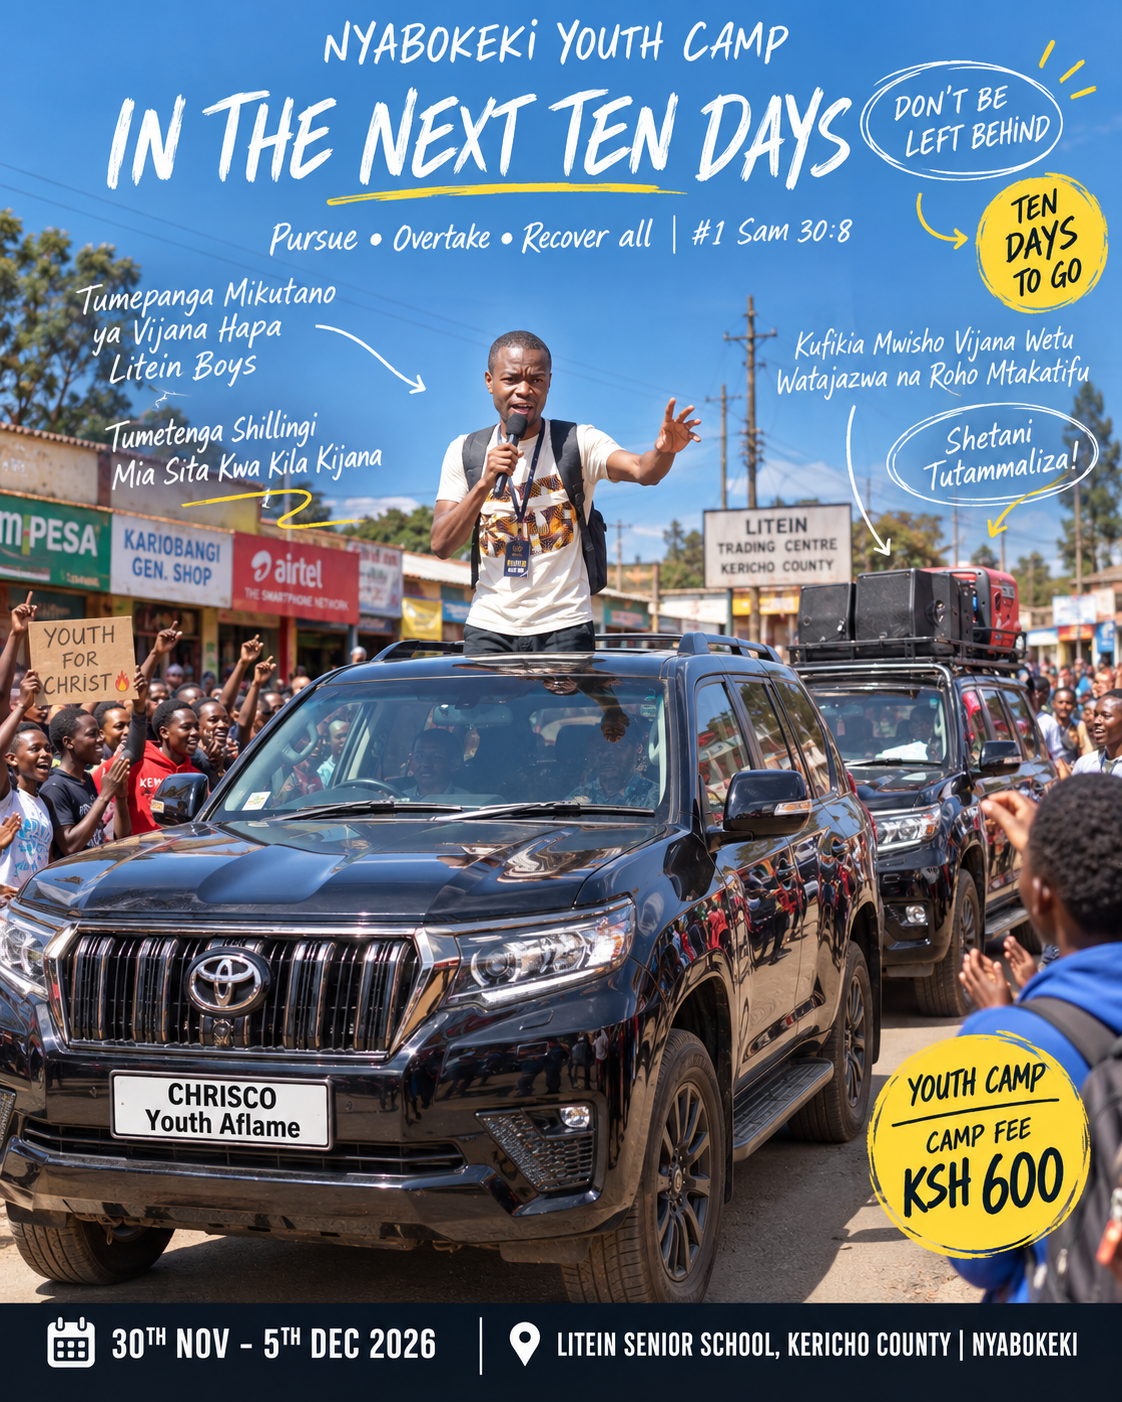 NYABOKEKI YOUTH CAMP
IN THE NEXT TEN DAYS
DON'T BE
LEFT BEHIND
TEN
DAYS
TO GO
Pursue • Overtake • Recover all | #1 Sam 30:8
Tumepanga Mikutano
ya Vijana Hapa
Litein Boys
Tumetenga Shillingi
Mia Sita Kwa Kila Kijana
Kufikia Mwisho Vijana Wetu
Watajazwa na Roho Mtakatifu
Shetani
Tutammaliza!
m-PESA
KARIOBANGI
GEN. SHOP
airtel
THE SMARTPHONE NETWORK
LITEIN
TRADING CENTRE
KERICHO COUNTY
YOUTH
FOR
CHRIST🔥
CHRISCO
Youth Aflame
YOUTH CAMP
CAMP FEE
KSH 600
30TH NOV - 5TH DEC 2026
LITEIN SENIOR SCHOOL, KERICHO COUNTY | NYABOKEKI